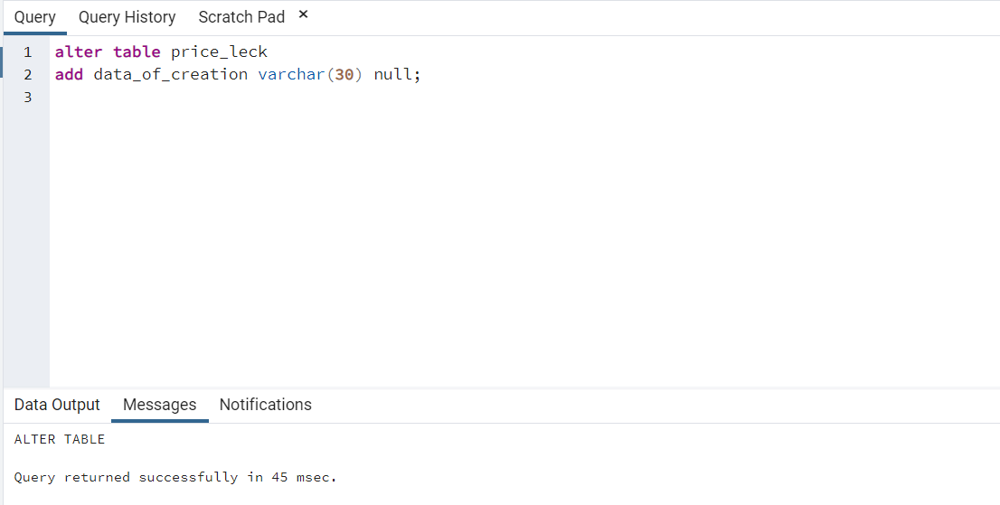 Query Query History Scratch Pad ×
1 alter table price_leck
2 add data_of_creation varchar(30) null;
3
Data Output Messages Notifications
ALTER TABLE
Query returned successfully in 45 msec.